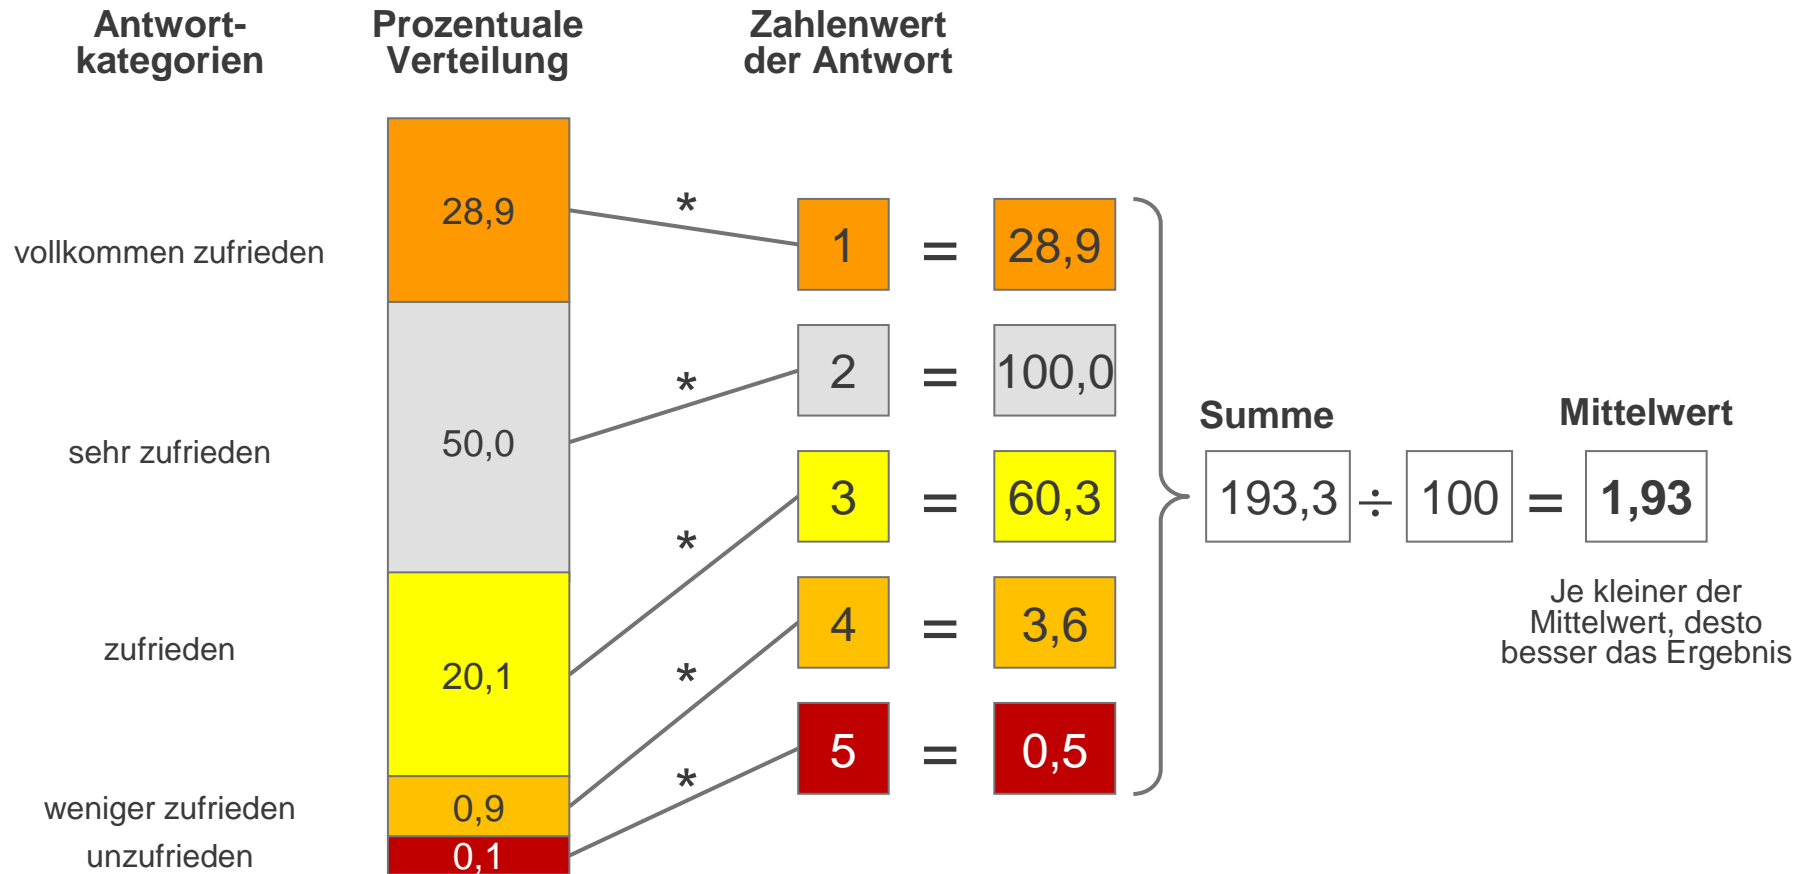 Antwort-
kategorien
Prozentuale
Verteilung
Zahlenwert
der Antwort
vollkommen zufrieden
28,9
*
1
=
28,9
sehr zufrieden
50,0
*
2
=
100,0
zufrieden
20,1
*
3
=
60,3
weniger zufrieden
0,9
*
4
=
3,6
unzufrieden
0,1
*
5
=
0,5
Summe
Mittelwert
193,3 ÷ 100 = 1,93
Je kleiner der
Mittelwert, desto
besser das Ergebnis